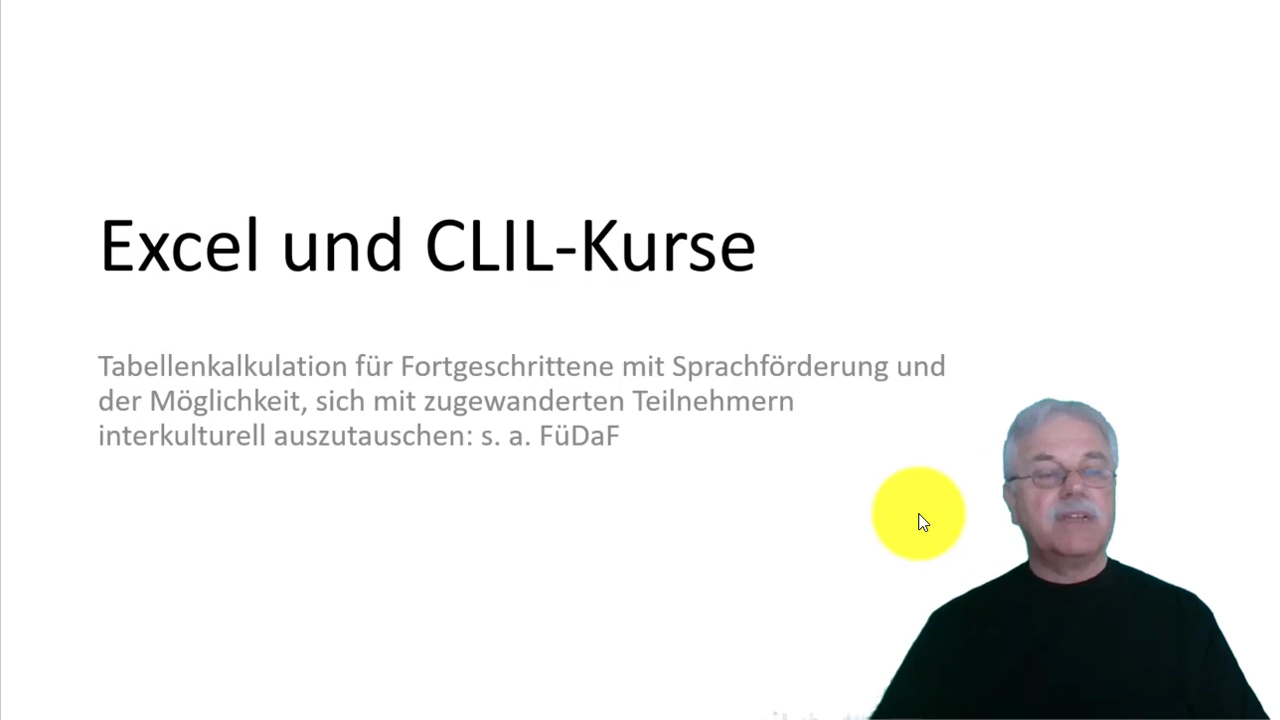 Excel und CLIL-Kurse
Tabellenkalkulation für Fortgeschrittene mit Sprachförderung und
der Möglichkeit, sich mit zugewanderten Teilnehmern
interkulturell auszutauschen: s. a. FüDaF